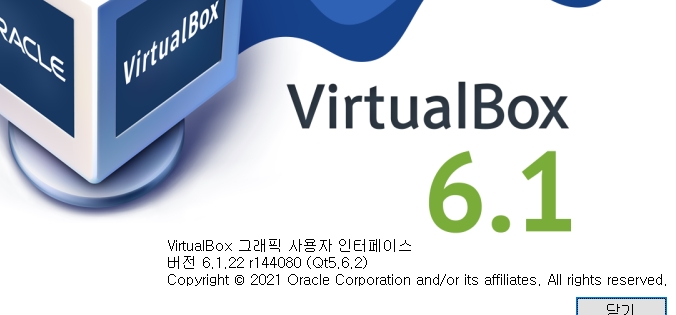 ORACLE
VirtualBox
VirtualBox
6.1
VirtualBox 그래픽 사용자 인터페이스
버전 6.1.22 r144080 (Qt5.6.2)
Copyright © 2021 Oracle Corporation and/or its affiliates. All rights reserved.
닫기